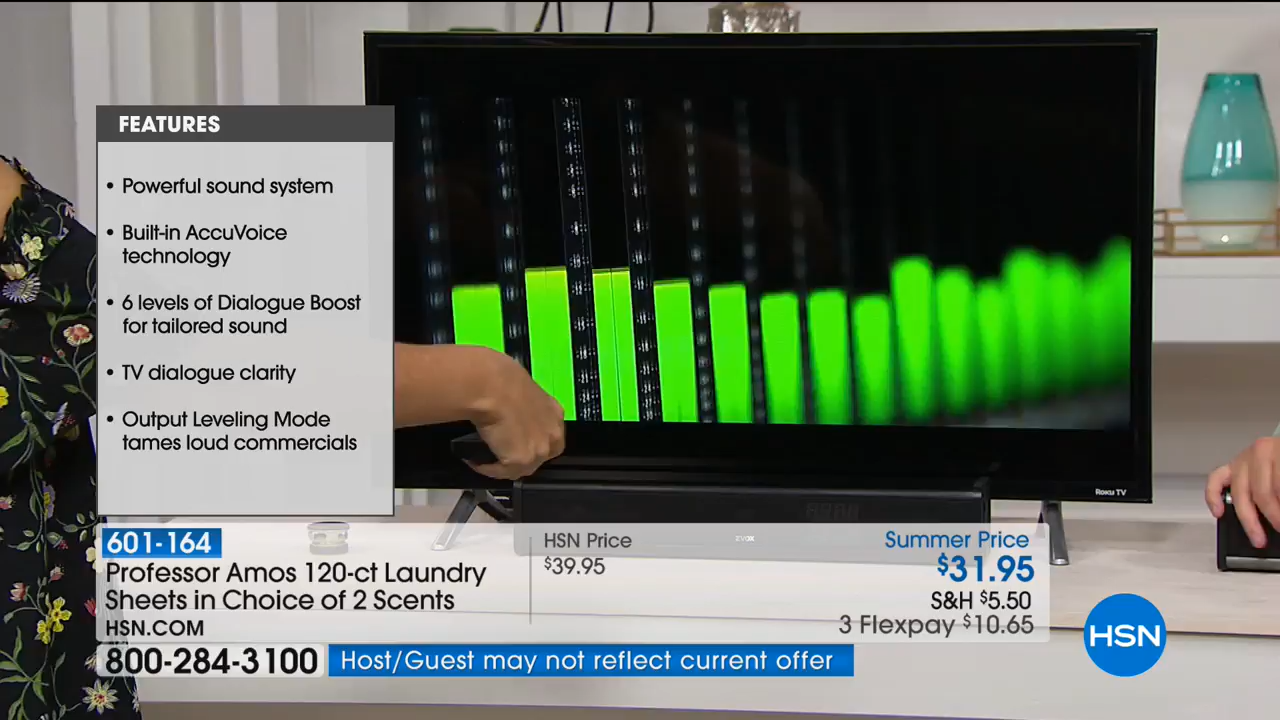 FEATURES
• Powerful sound system
• Built-in AccuVoice
technology
• 6 levels of Dialogue Boost
for tailored sound
• TV dialogue clarity
• Output Leveling Mode
tames loud commercials
Roku TV
ZVOX
601-164
Professor Amos 120-ct Laundry
Sheets in Choice of 2 Scents
HSN.COM
HSN Price
$39.95
Summer Price
$31.95
S&H $5.50
3 Flexpay $10.65
HSN
800-284-3100
Host/Guest may not reflect current offer